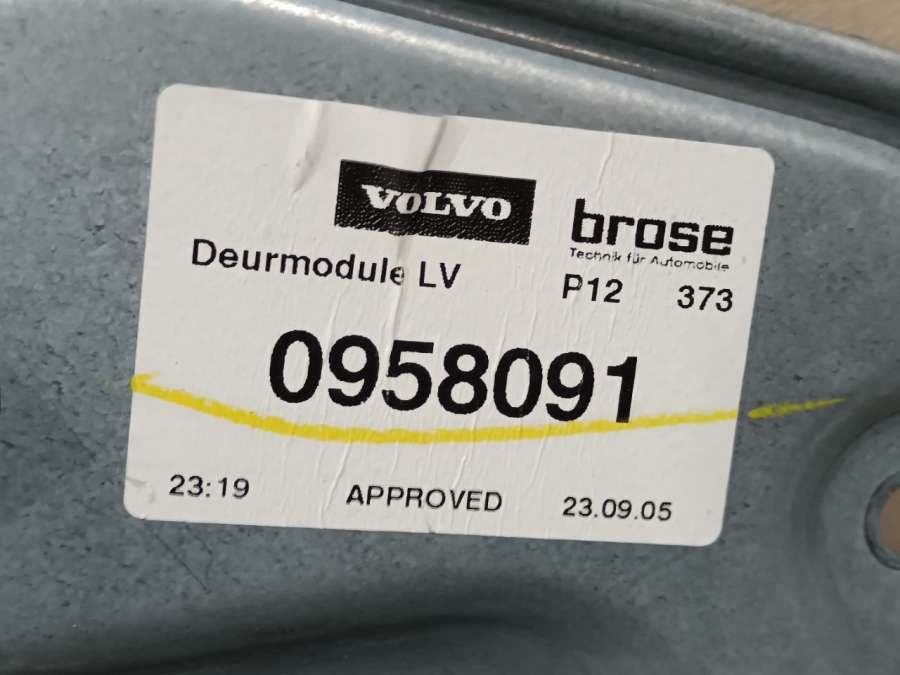 VOLVO
brose
Technik für Automobile
Deurmodule LV
P12 373
0958091
23:19 APPROVED 23.09.05